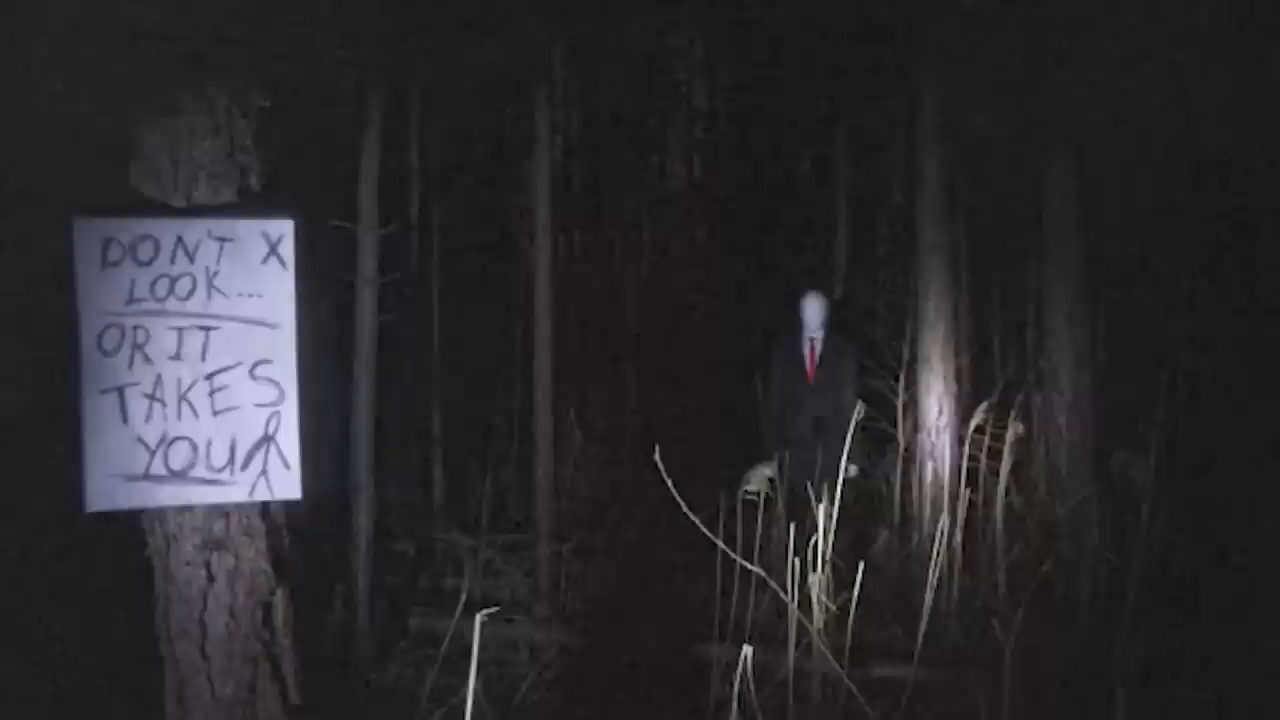 DON'T X
LOOK...
OR IT
TAKES
YOU